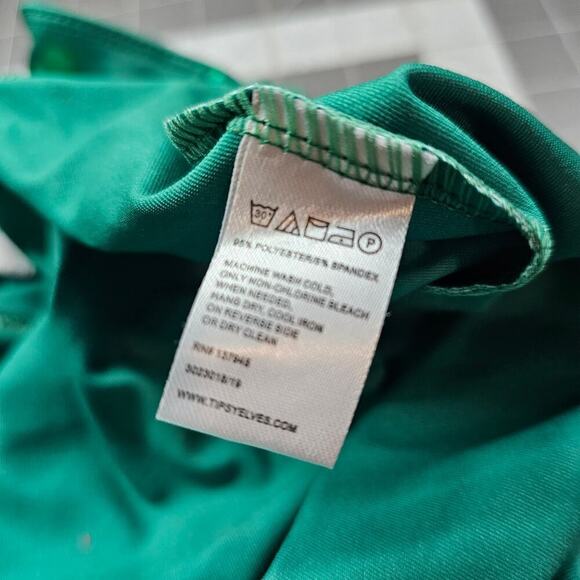 30°
P
95% POLYESTER/5% SPANDEX
MACHINE WASH COLD,
ONLY NON-CHLORINE BLEACH
WHEN NEEDED,
HANG DRY, COOL IRON
ON REVERSE SIDE
OR DRY CLEAN
RN# 137945
3023018/19
WWW.TIPSYELVES.COM